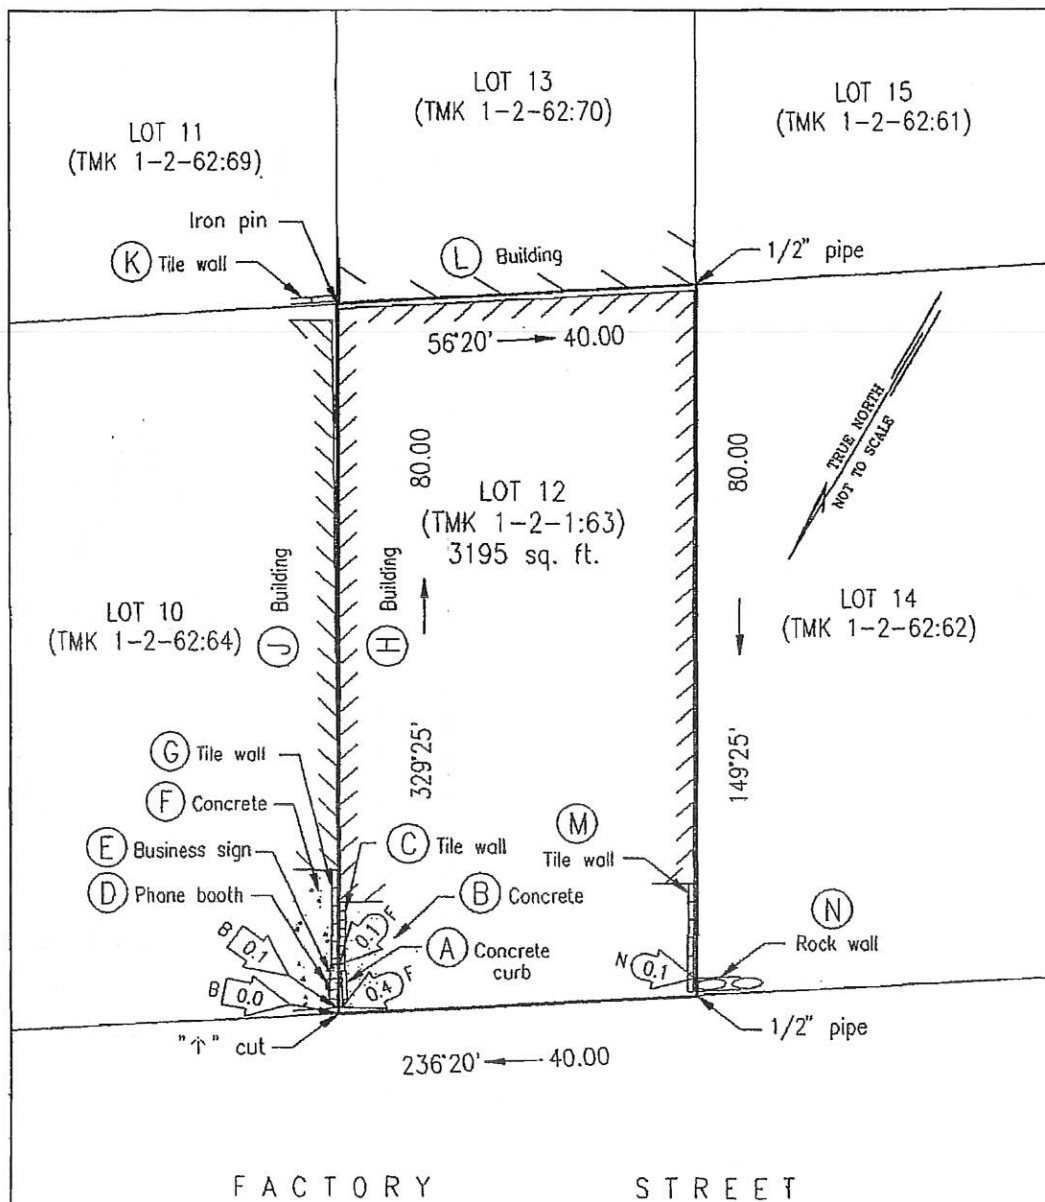 LOT 13
(TMK 1-2-62:70)
LOT 15
(TMK 1-2-62:61)
LOT 11
(TMK 1-2-62:69)
Iron pin
K Tile wall
L Building
1/2" pipe
56°20' 40.00
TRUE NORTH
NOT TO SCALE
80.00
80.00
LOT 12
(TMK 1-2-1:63)
3195 sq. ft.
J Building
H Building
LOT 10
(TMK 1-2-62:64)
LOT 14
(TMK 1-2-62:62)
329°25'
149°25'
G Tile wall
F Concrete
E Business sign
D Phone booth
C Tile wall
B Concrete
A Concrete
curb
M
Tile wall
N
Rock wall
B 0.1
B 0.0
0.1 F
0.4 F
N 0.1
"↑" cut
1/2" pipe
236°20' 40.00
FACTORY STREET